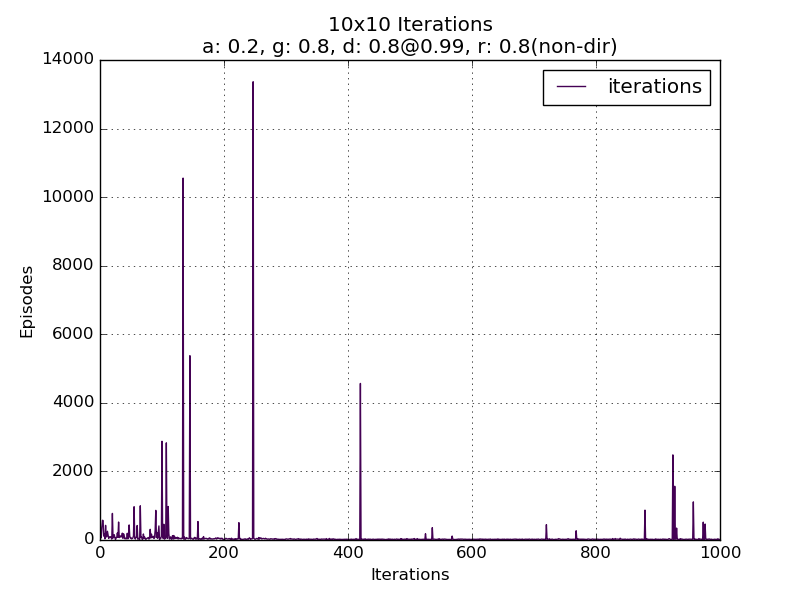 10x10 Iterations
a: 0.2, g: 0.8, d: 0.8@0.99, r: 0.8(non-dir)
14000
12000
10000
8000
6000
4000
2000
0
Episodes
iterations
0 200 400 600 800 1000
Iterations